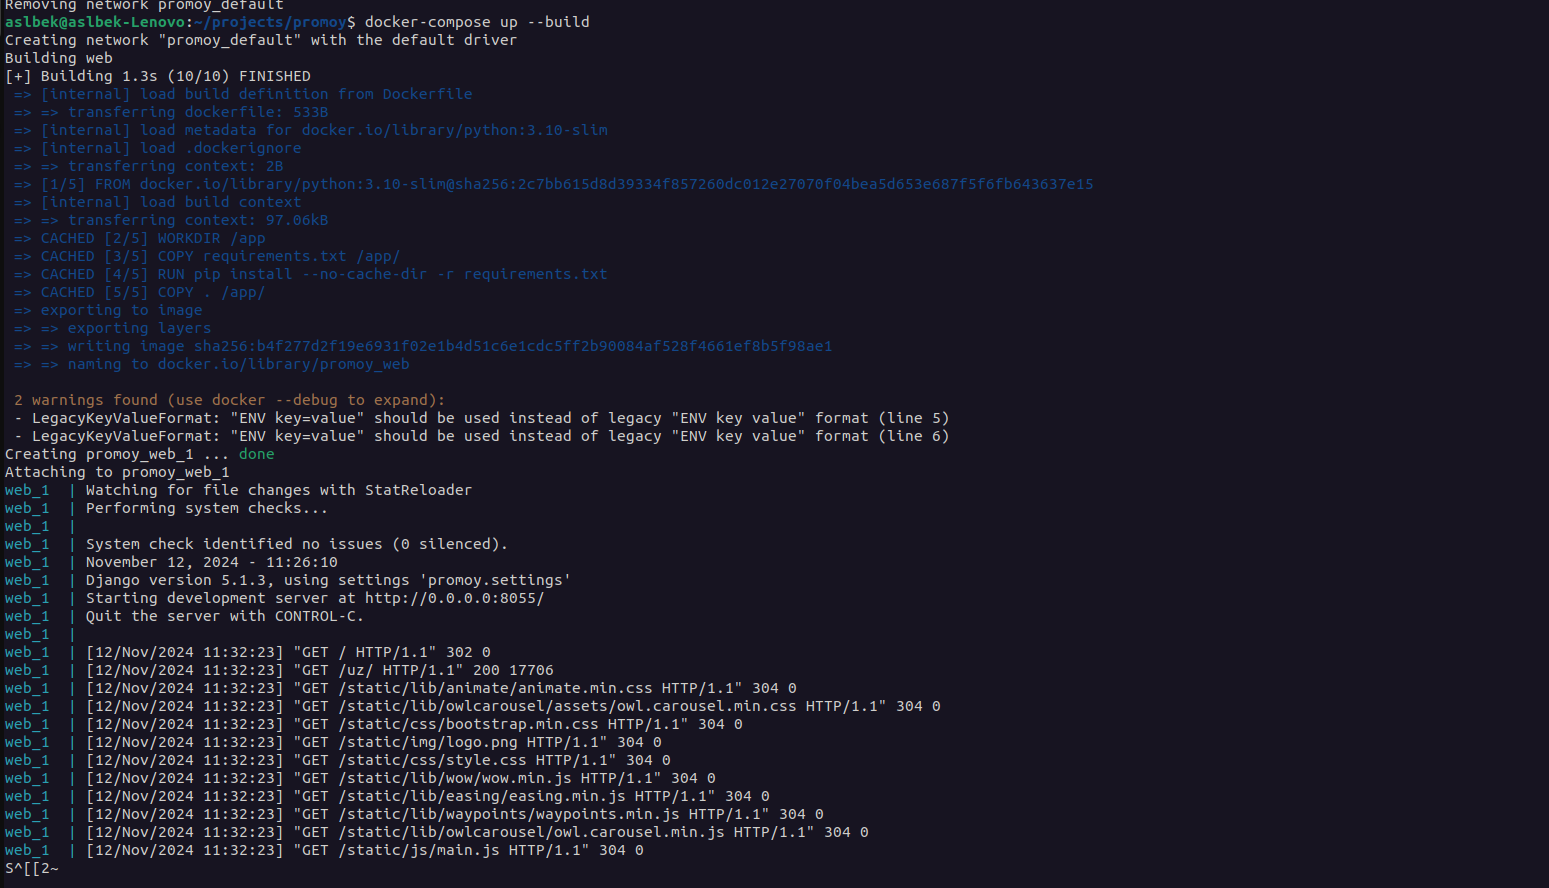 Removing network promoy_default
aslbek@aslbek-Lenovo:~/projects/promoy$ docker-compose up --build
Creating network "promoy_default" with the default driver
Building web
[+] Building 1.3s (10/10) FINISHED
=> [internal] load build definition from Dockerfile
=> => transferring dockerfile: 533B
=> [internal] load metadata for docker.io/library/python:3.10-slim
=> [internal] load .dockerignore
=> => transferring context: 2B
=> [1/5] FROM docker.io/library/python:3.10-slim@sha256:2c7bb615d8d39334f857260dc012e27070f04bea5d653e687f5f6fb643637e15
=> [internal] load build context
=> => transferring context: 97.06kB
=> CACHED [2/5] WORKDIR /app
=> CACHED [3/5] COPY requirements.txt /app/
=> CACHED [4/5] RUN pip install --no-cache-dir -r requirements.txt
=> CACHED [5/5] COPY . /app/
=> exporting to image
=> => exporting layers
=> => writing image sha256:b4f277d2f19e6931f02e1b4d51c6e1cdc5ff2b90084af528f4661ef8b5f98ae1
=> => naming to docker.io/library/promoy_web
2 warnings found (use docker --debug to expand):
- LegacyKeyValueFormat: "ENV key=value" should be used instead of legacy "ENV key value" format (line 5)
- LegacyKeyValueFormat: "ENV key=value" should be used instead of legacy "ENV key value" format (line 6)
Creating promoy_web_1 ... done
Attaching to promoy_web_1
web_1  | Watching for file changes with StatReloader
web_1  | Performing system checks...
web_1  |
web_1  | System check identified no issues (0 silenced).
web_1  | November 12, 2024 - 11:26:10
web_1  | Django version 5.1.3, using settings 'promoy.settings'
web_1  | Starting development server at http://0.0.0.0:8055/
web_1  | Quit the server with CONTROL-C.
web_1  |
web_1  | [12/Nov/2024 11:32:23] "GET / HTTP/1.1" 302 0
web_1  | [12/Nov/2024 11:32:23] "GET /uz/ HTTP/1.1" 200 17706
web_1  | [12/Nov/2024 11:32:23] "GET /static/lib/animate/animate.min.css HTTP/1.1" 304 0
web_1  | [12/Nov/2024 11:32:23] "GET /static/lib/owlcarousel/assets/owl.carousel.min.css HTTP/1.1" 304 0
web_1  | [12/Nov/2024 11:32:23] "GET /static/css/bootstrap.min.css HTTP/1.1" 304 0
web_1  | [12/Nov/2024 11:32:23] "GET /static/img/logo.png HTTP/1.1" 304 0
web_1  | [12/Nov/2024 11:32:23] "GET /static/css/style.css HTTP/1.1" 304 0
web_1  | [12/Nov/2024 11:32:23] "GET /static/lib/wow/wow.min.js HTTP/1.1" 304 0
web_1  | [12/Nov/2024 11:32:23] "GET /static/lib/easing/easing.min.js HTTP/1.1" 304 0
web_1  | [12/Nov/2024 11:32:23] "GET /static/lib/waypoints/waypoints.min.js HTTP/1.1" 304 0
web_1  | [12/Nov/2024 11:32:23] "GET /static/lib/owlcarousel/owl.carousel.min.js HTTP/1.1" 304 0
web_1  | [12/Nov/2024 11:32:23] "GET /static/js/main.js HTTP/1.1" 304 0
S^[[2~